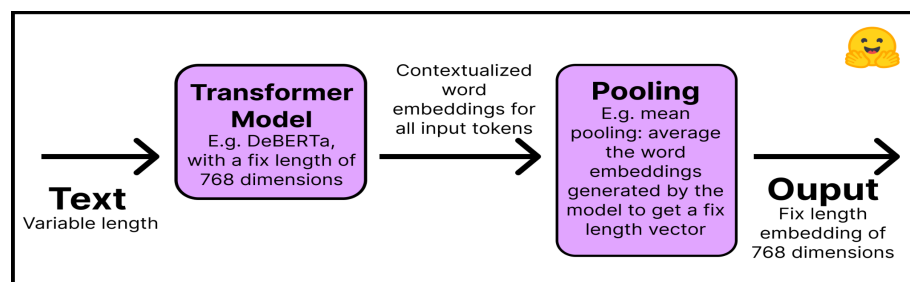 Text
Variable length
Transformer
Model
E.g. DeBERTa,
with a fix length of
768 dimensions
Contextualized
word
embeddings for
all input tokens
Pooling
E.g. mean
pooling: average
the word
embeddings
generated by the
model to get a fix
length vector
Ouput
Fix length
embedding of
768 dimensions